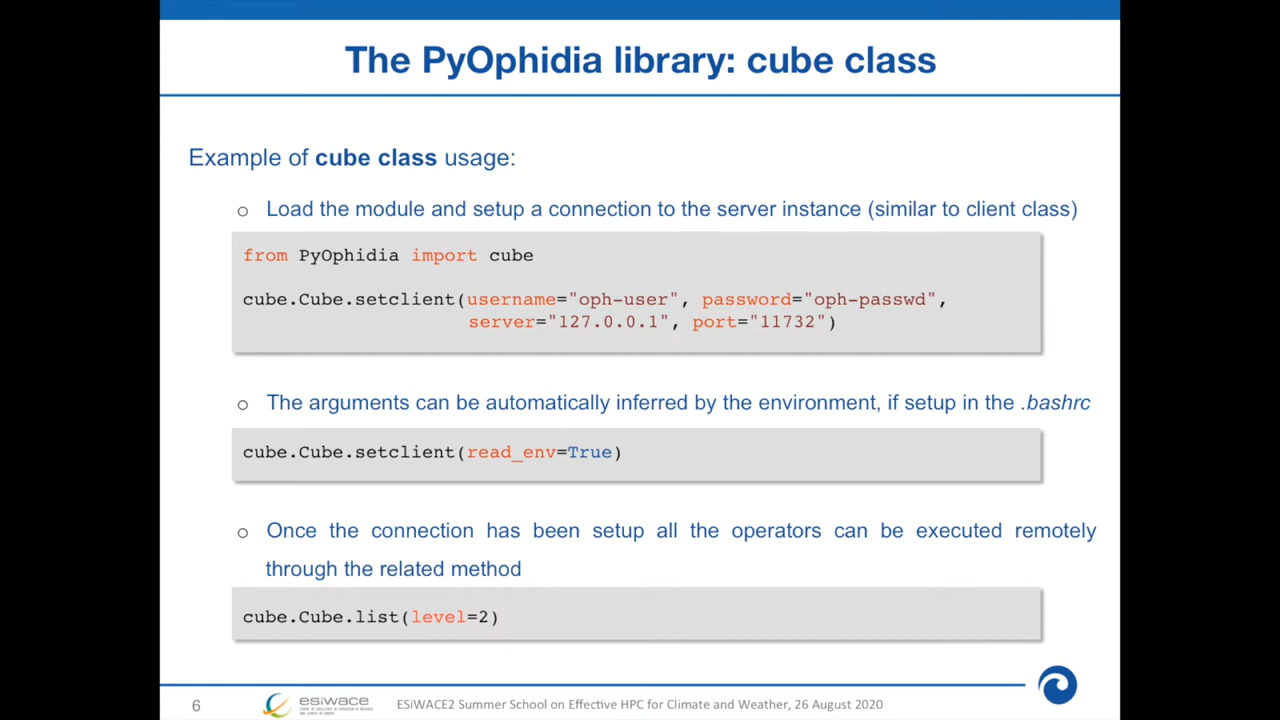 The PyOphidia library: cube class
Example of cube class usage:
o Load the module and setup a connection to the server instance (similar to client class)
from PyOphidia import cube
cube.Cube.setclient(username="oph-user", password="oph-passwd",
server="127.0.0.1", port="11732")
o The arguments can be automatically inferred by the environment, if setup in the .bashrc
cube.Cube.setclient(read_env=True)
o Once the connection has been setup all the operators can be executed remotely
through the related method
cube.Cube.list(level=2)
6
esiwace
ESiWACE2 Summer School on Effective HPC for Climate and Weather, 26 August 2020